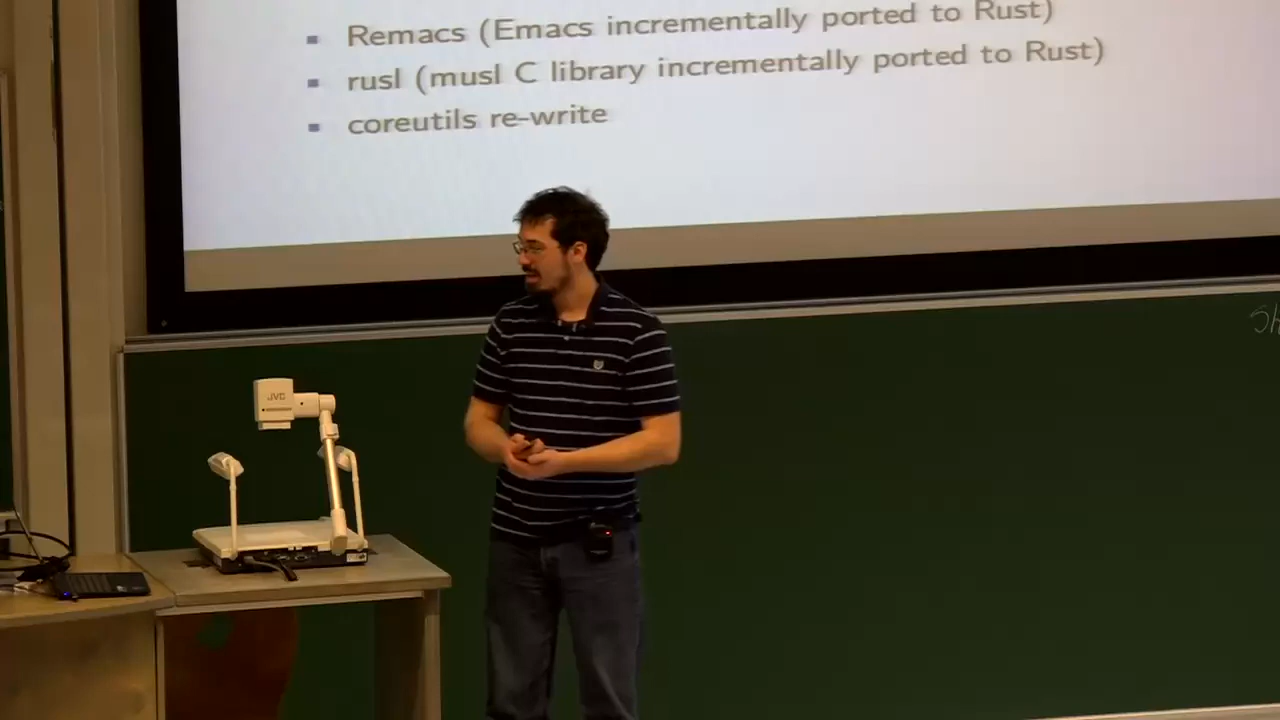 Remacs (Emacs incrementally ported to Rust)
rusl (musl C library incrementally ported to Rust)
coreutils re-write
JVC